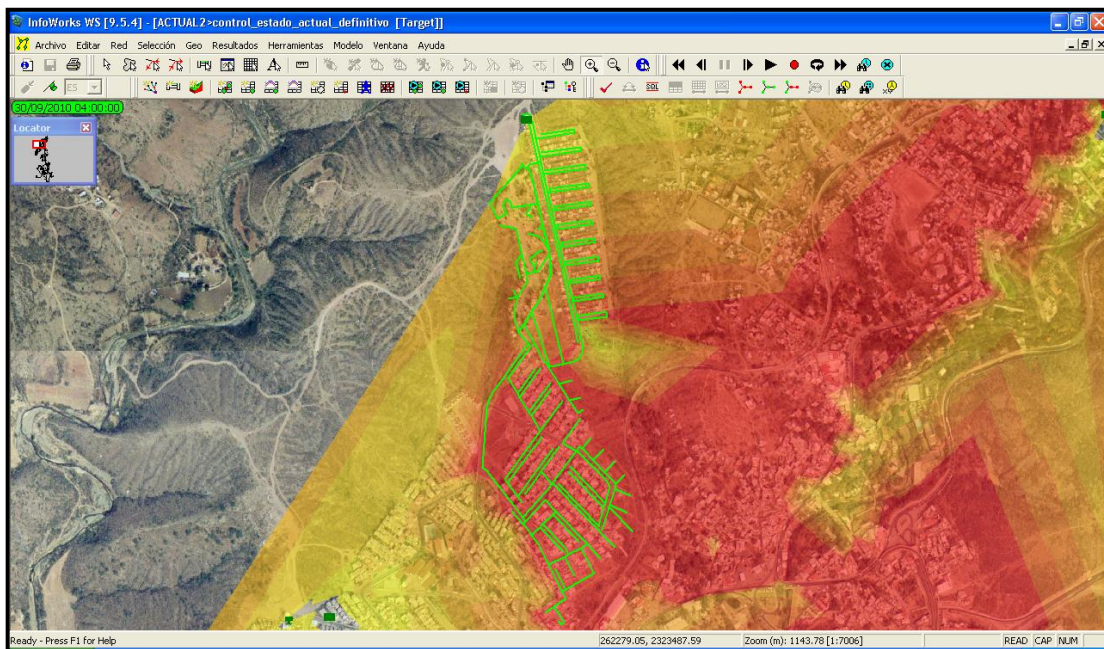 InfoWorks WS [9.5.4] - [ACTUAL2>control_estado_actual_definitivo [Target]]
Archivo Editar Red Selección Geo Resultados Herramientas Modelo Ventana Ayuda
ES
SQL
30/09/2010 04:00:00
Locator
Ready - Press F1 for Help
262279.05, 2323487.59
Zoom (m): 1143.78 [1:7006]
READ CAP NUM